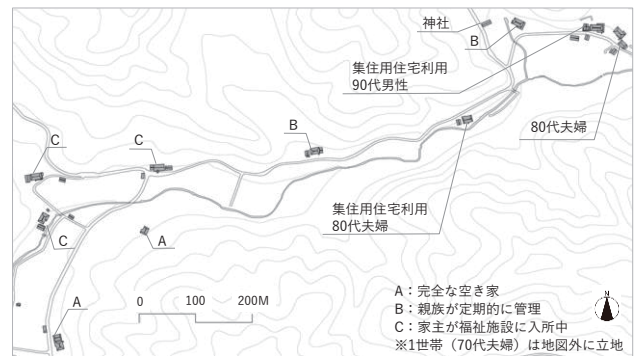 神社
B
集住用住宅利用
90代男性
80代夫婦
B
C
C
集住用住宅利用
80代夫婦
C
A
A
0 100 200M
N
A：完全な空き家
B：親族が定期的に管理
C：家主が福祉施設に入所中
※1世帯（70代夫婦）は地図外に立地